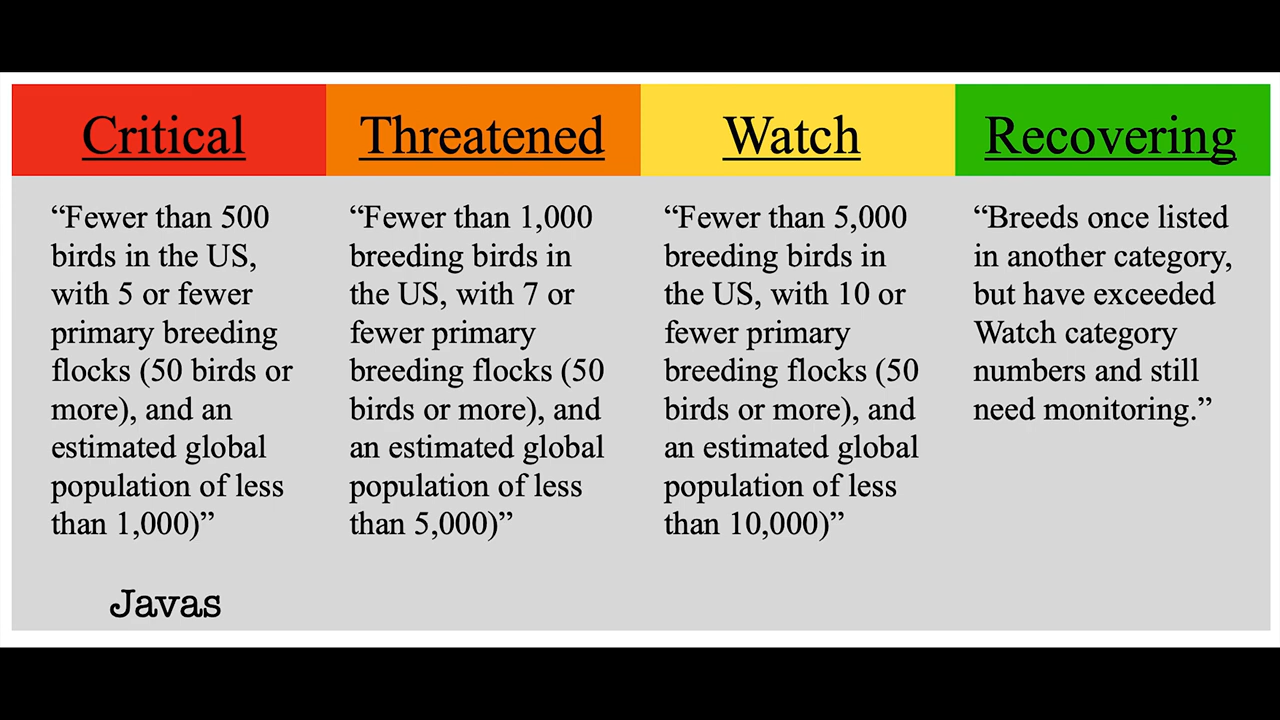 Critical
“Fewer than 500
birds in the US,
with 5 or fewer
primary breeding
flocks (50 birds or
more), and an
estimated global
population of less
than 1,000)”
Javas
Threatened
“Fewer than 1,000
breeding birds in
the US, with 7 or
fewer primary
breeding flocks (50
birds or more), and
an estimated global
population of less
than 5,000)”
Watch
“Fewer than 5,000
breeding birds in
the US, with 10 or
fewer primary
breeding flocks (50
birds or more), and
an estimated global
population of less
than 10,000)”
Recovering
“Breeds once listed
in another category,
but have exceeded
Watch category
numbers and still
need monitoring.”